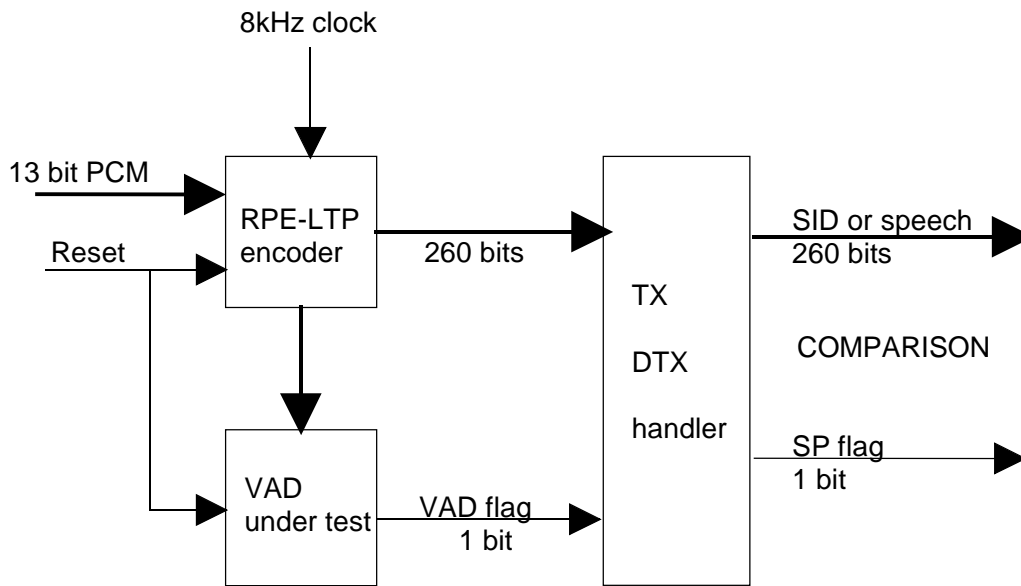 8kHz clock
13 bit PCM
RPE-LTP
encoder
Reset
260 bits
SID or speech
260 bits
TX
DTX
handler
COMPARISON
VAD
under test
VAD flag
1 bit
SP flag
1 bit